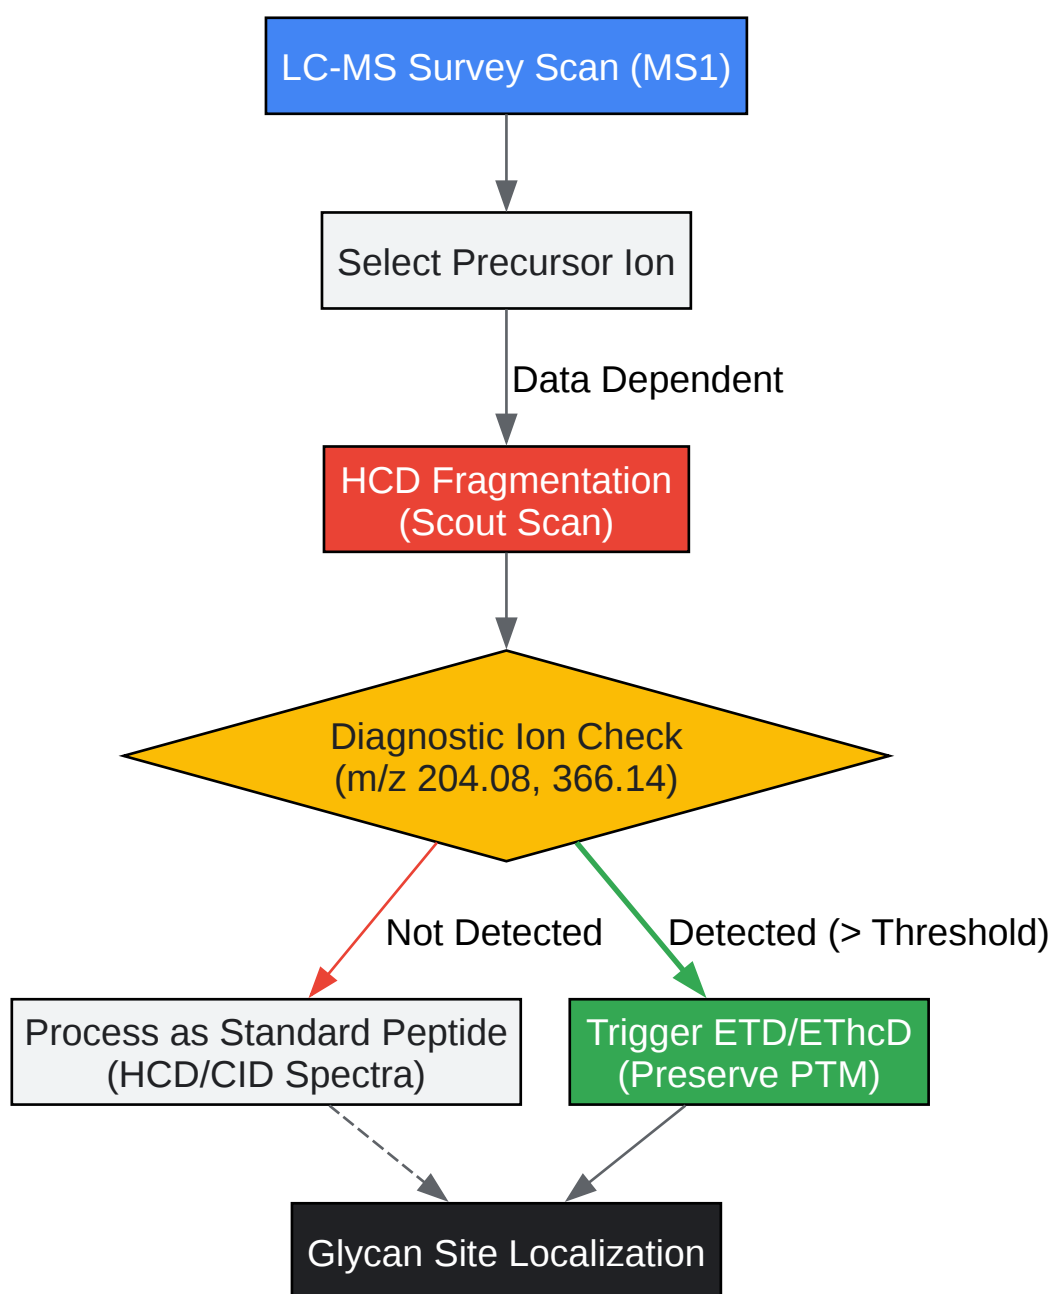 LC-MS Survey Scan (MS1)
Select Precursor Ion
Data Dependent
HCD Fragmentation
(Scout Scan)
Diagnostic Ion Check
(m/z 204.08, 366.14)
Not Detected
Detected (> Threshold)
Process as Standard Peptide
(HCD/CID Spectra)
Trigger ETD/EThcD
(Preserve PTM)
Glycan Site Localization